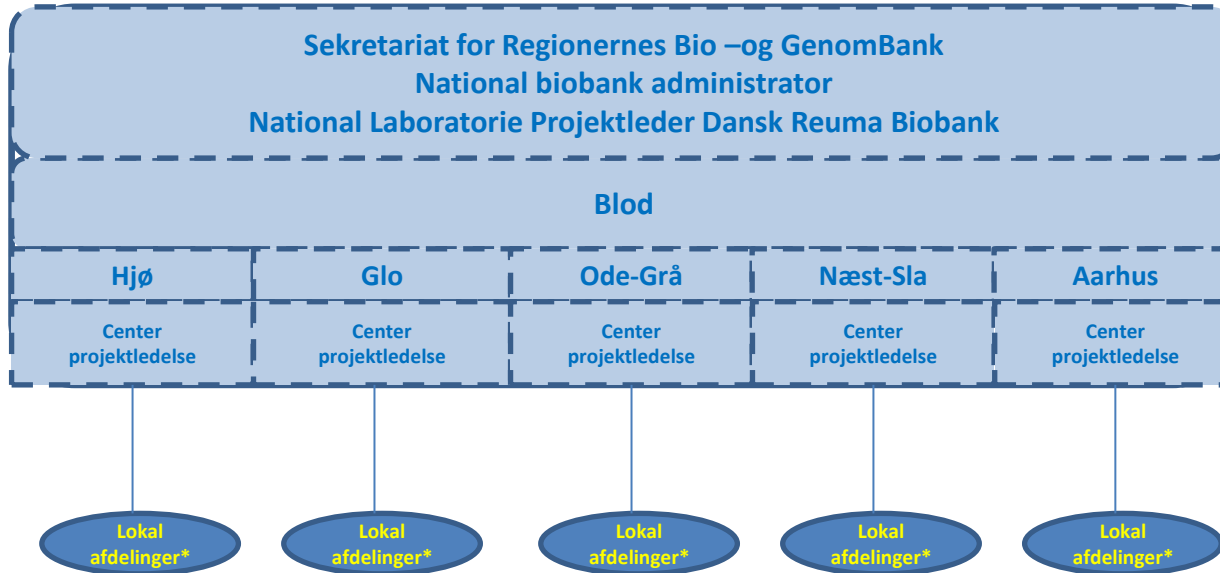 Sekretariat for Regionernes Bio –og GenomBank
National biobank administrator
National Laboratorie Projektleder Dansk Reuma Biobank
Blod
Hjø
Glo
Ode-Grå
Næst-Sla
Aarhus
Center
projektledelse
Center
projektledelse
Center
projektledelse
Center
projektledelse
Center
projektledelse
Lokal
afdelinger*
Lokal
afdelinger*
Lokal
afdelinger*
Lokal
afdelinger*
Lokal
afdelinger*